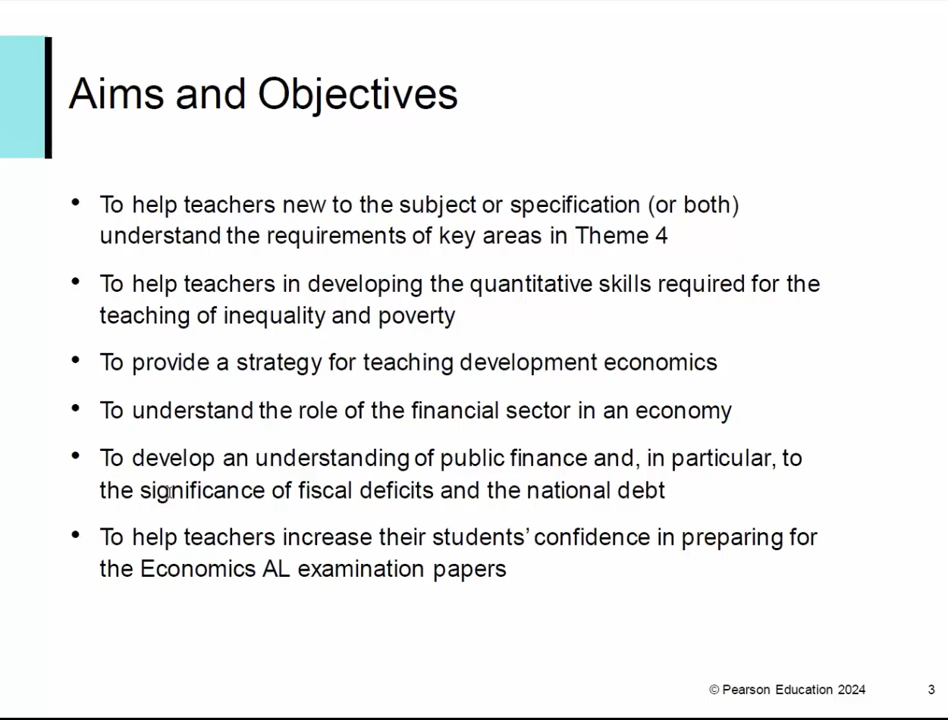 Aims and Objectives
• To help teachers new to the subject or specification (or both)
understand the requirements of key areas in Theme 4
• To help teachers in developing the quantitative skills required for the
teaching of inequality and poverty
• To provide a strategy for teaching development economics
• To understand the role of the financial sector in an economy
• To develop an understanding of public finance and, in particular, to
the significance of fiscal deficits and the national debt
• To help teachers increase their students’ confidence in preparing for
the Economics AL examination papers
© Pearson Education 2024 3